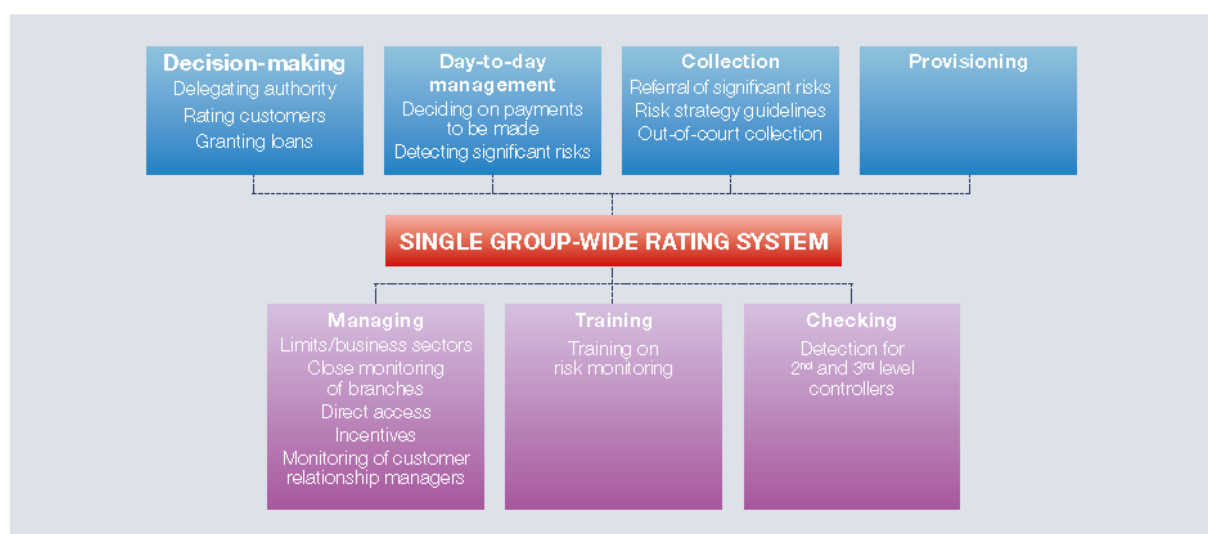 Decision-making
Delegating authority
Rating customers
Granting loans
Day-to-day
management
Deciding on payments
to be made
Detecting significant risks
Collection
Referral of significant risks
Risk strategy guidelines
Out-of-court collection
Provisioning
SINGLE GROUP-WIDE RATING SYSTEM
Managing
Limits/business sectors
Close monitoring
of branches
Direct access
Incentives
Monitoring of customer
relationship managers
Training
Training on
risk monitoring
Checking
Detection for
2nd and 3rd level
controllers